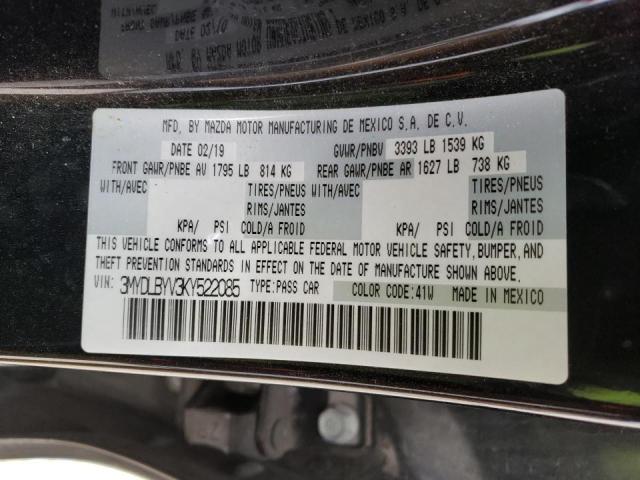 MFD. BY MAZDA MOTOR MANUFACTURING DE MEXICO S.A. DE C.V.
DATE 02/19 GVWR/PNBV 3393 LB 1539 KG
FRONT GAWR/PNBE AV 1795 LB 814 KG REAR GAWR/PNBE AR 1627 LB 738 KG
WITH/AVEC TIRES/PNEUS WITH/AVEC TIRES/PNEUS
RIMS/JANTES RIMS/JANTES
KPA/ PSI COLD/A FROID KPA/ PSI COLD/A FROID
THIS VEHICLE CONFORMS TO ALL APPLICABLE FEDERAL MOTOR VEHICLE SAFETY, BUMPER, AND
THEFT PREVENTION STANDARDS IN EFFECT ON THE DATE OF MANUFACTURE SHOWN ABOVE.
VIN: 3MYDLBYV3KY522085 TYPE:PASS CAR COLOR CODE:41W MADE IN MEXICO